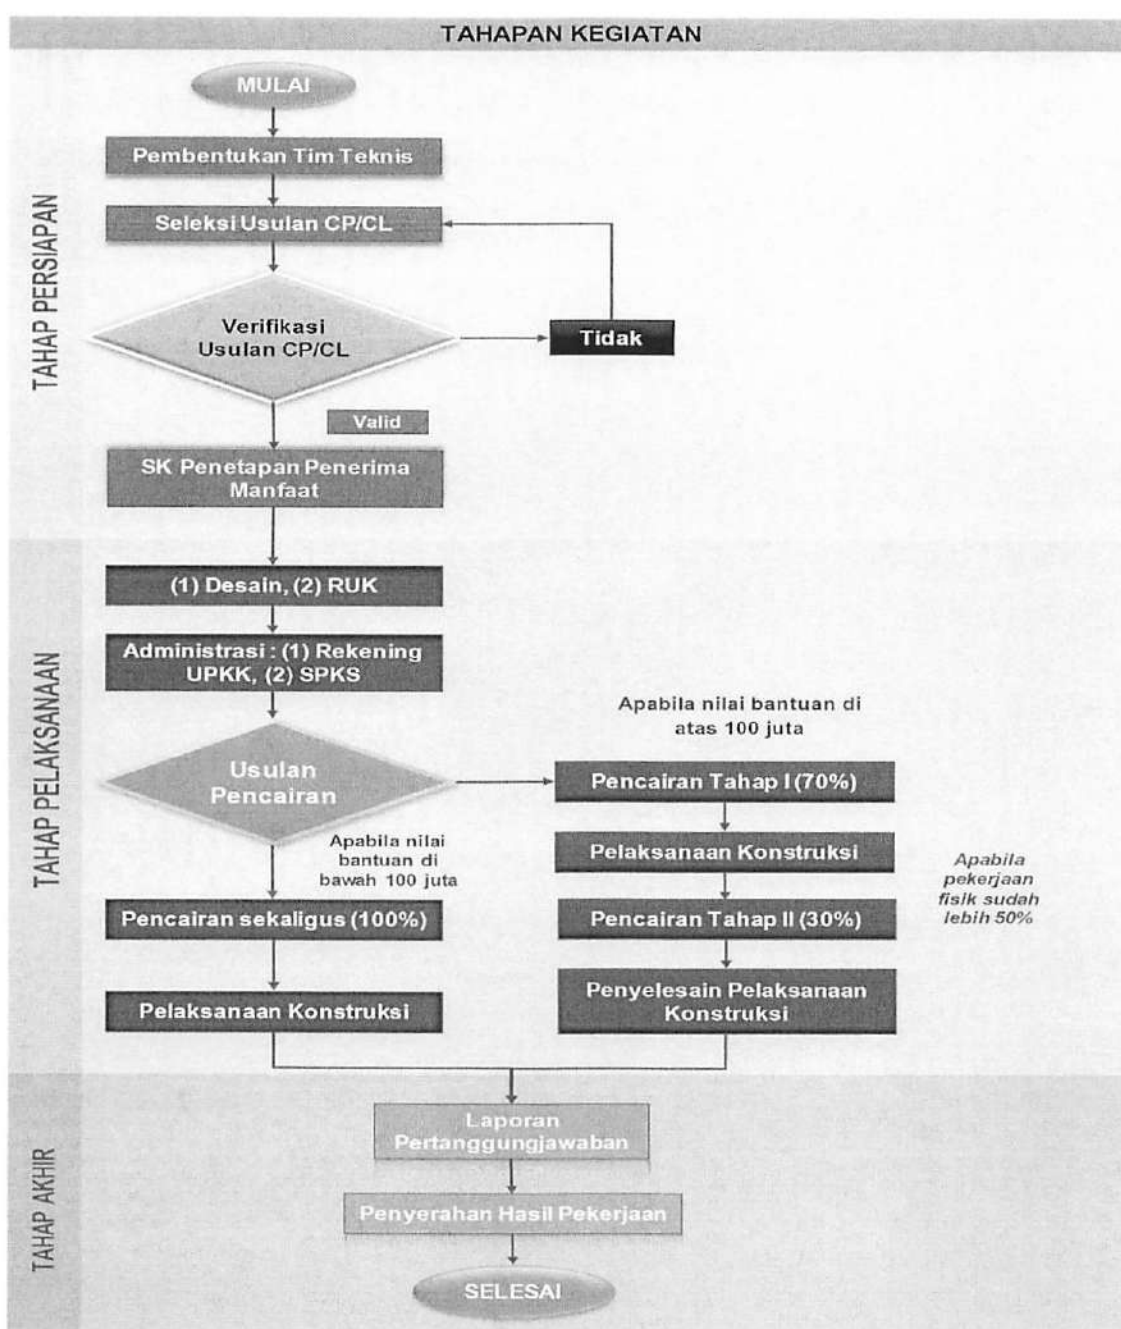 TAHAPAN KEGIATAN
TAHAP PERSIAPAN
MULAI
Pembentukan Tim Teknis
Seleksi Usulan CP/CL
Verifikasi
Usulan CP/CL
Tidak
Valid
SK Penetapan Penerima
Manfaat
TAHAP PELAKSANAAN
(1) Desain, (2) RUK
Administrasi : (1) Rekening
UPKK, (2) SPKS
Usulan
Pencairan
Apabila nilai bantuan di
atas 100 juta
Pencairan Tahap I (70%)
Pelaksanaan Konstruksi
Apabila
pekerjaan
fisik sudah
lebih 50%
Pencairan Tahap II (30%)
Penyelesain Pelaksanaan
Konstruksi
Apabila nilai
bantuan di
bawah 100 juta
Pencairan sekaligus (100%)
Pelaksanaan Konstruksi
TAHAP AKHIR
Laporan
Pertanggungjawaban
Penyerahan Hasil Pekerjaan
SELESAI